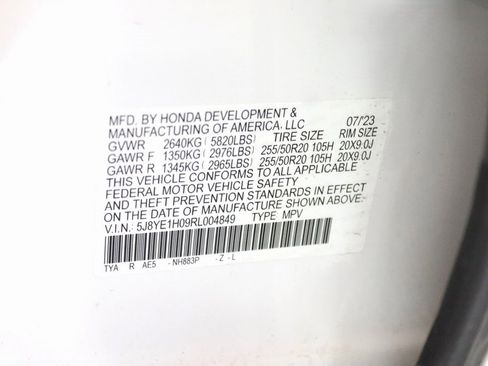 MFD. BY HONDA DEVELOPMENT &
MANUFACTURING OF AMERICA, LLC 07/'23
GVWR 2640KG (5820LBS) TIRE SIZE RIM SIZE
GAWR F 1350KG (2976LBS) 255/50R20 105H 20X9.0J
GAWR R 1345KG (2965LBS) 255/50R20 105H 20X9.0J
THIS VEHICLE CONFORMS TO ALL APPLICABLE
FEDERAL MOTOR VEHICLE SAFETY
AND THEFT PREVENTION STANDARDS IN EFFECT
ON THE DATE OF MANUFACTURE SHOWN ABOVE.
V.I.N.: 5J8YE1H09RL004849 TYPE: MPV
TYA R AE5 - NH883P - Z - L